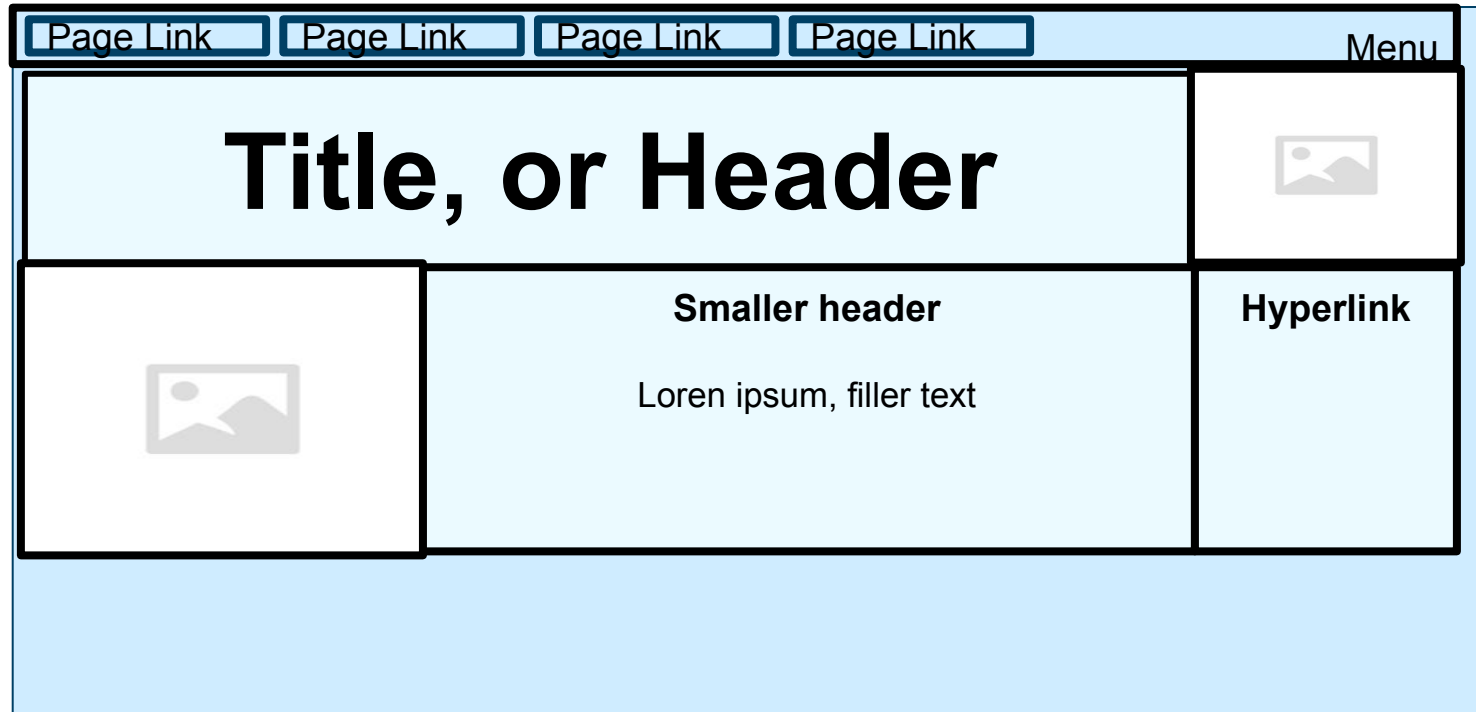 Page Link
Page Link
Page Link
Page Link
Menu
Title, or Header
Smaller header
Loren ipsum, filler text
Hyperlink